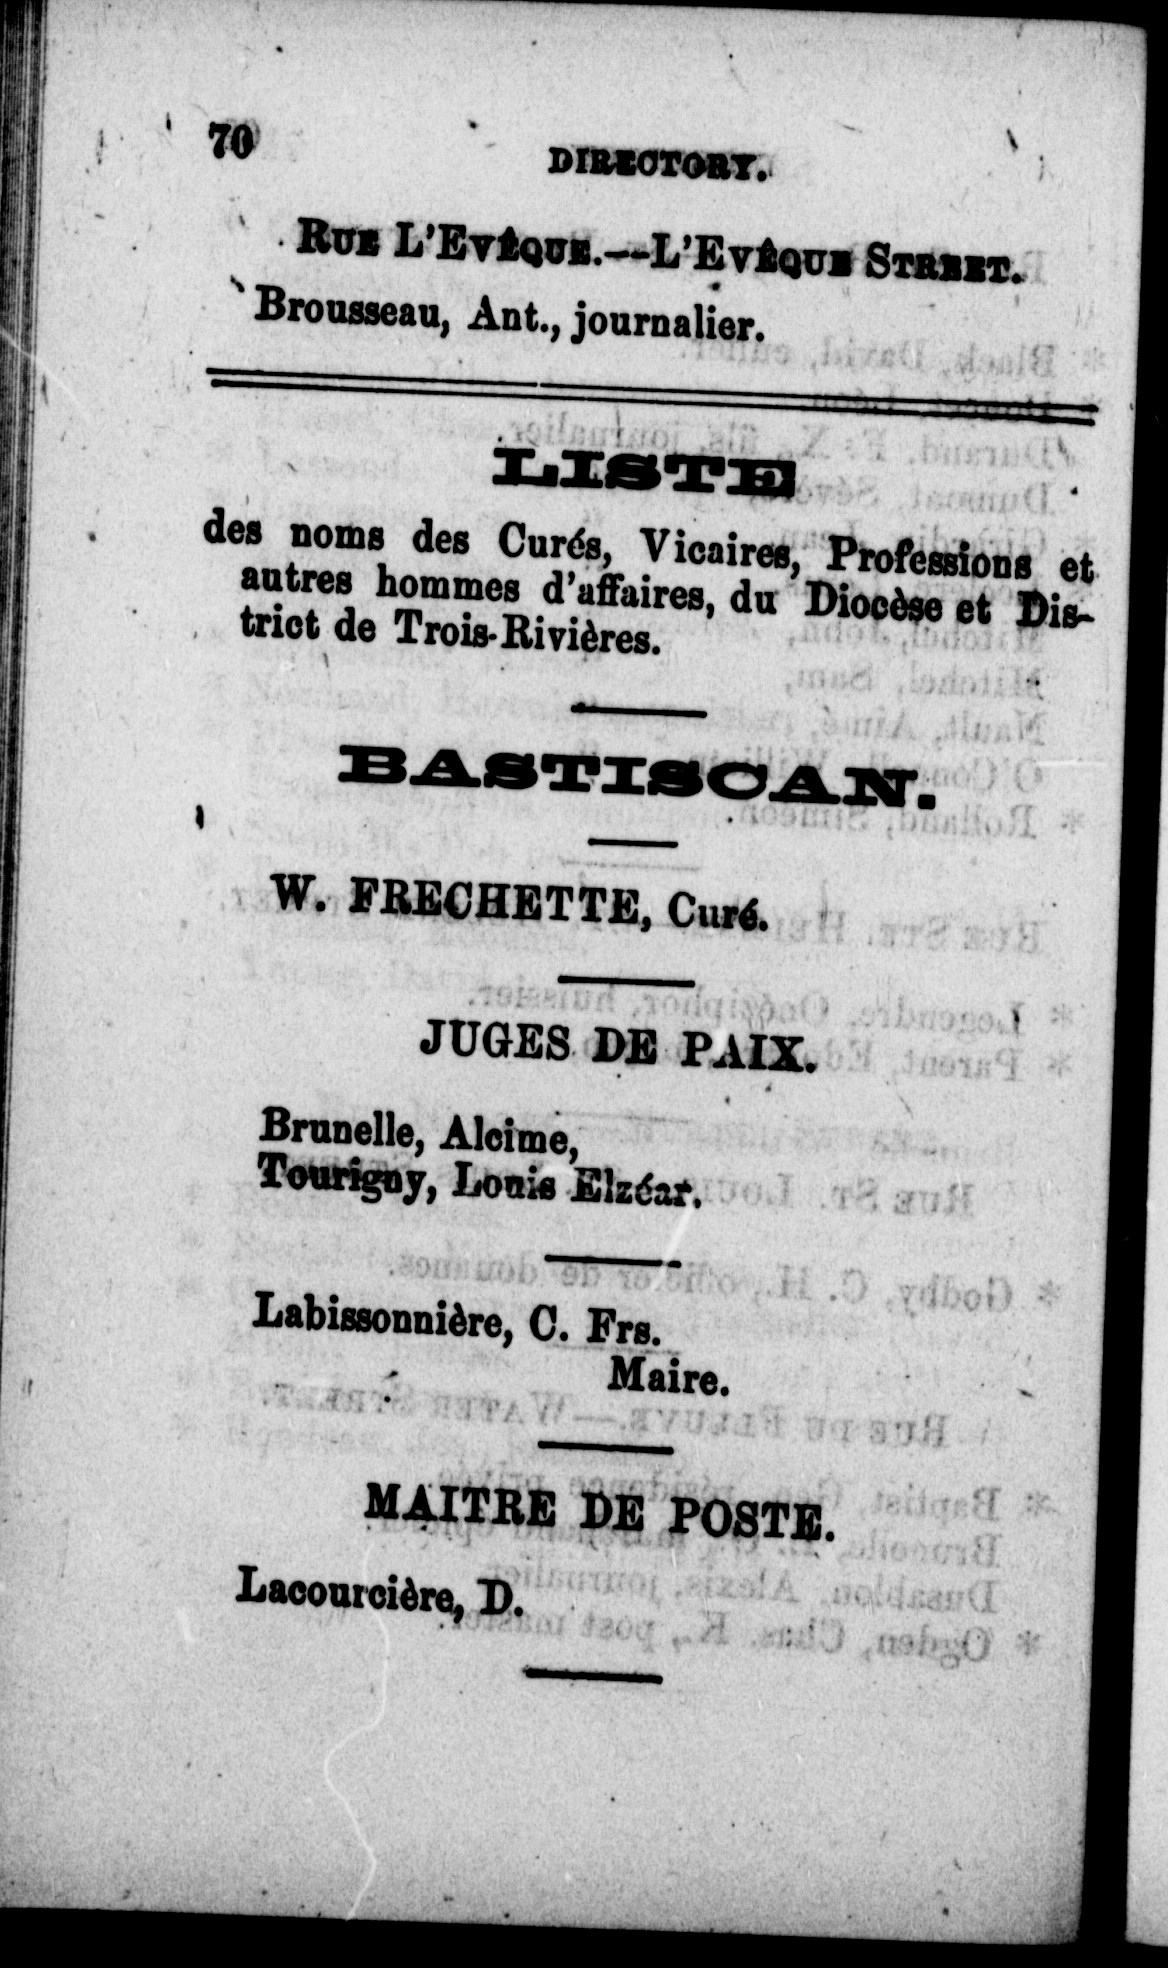 70
DIRECTORY.
RUE L'EVÊQUE.—L'EVÊQUE STREET.
Brousseau, Ant., journalier.
LISTE
des noms des Curés, Vicaires, Professions et
autres hommes d'affaires, du Diocèse et Dis-
trict de Trois-Rivières.
BASTISCAN.
W. FRECHETTE, Curé.
JUGES DE PAIX.
Brunelle, Alcime,
Tourigny, Louis Elzéar.
Labissonnière, C. Frs.
Maire.
MAITRE DE POSTE.
Lacourcière, D.